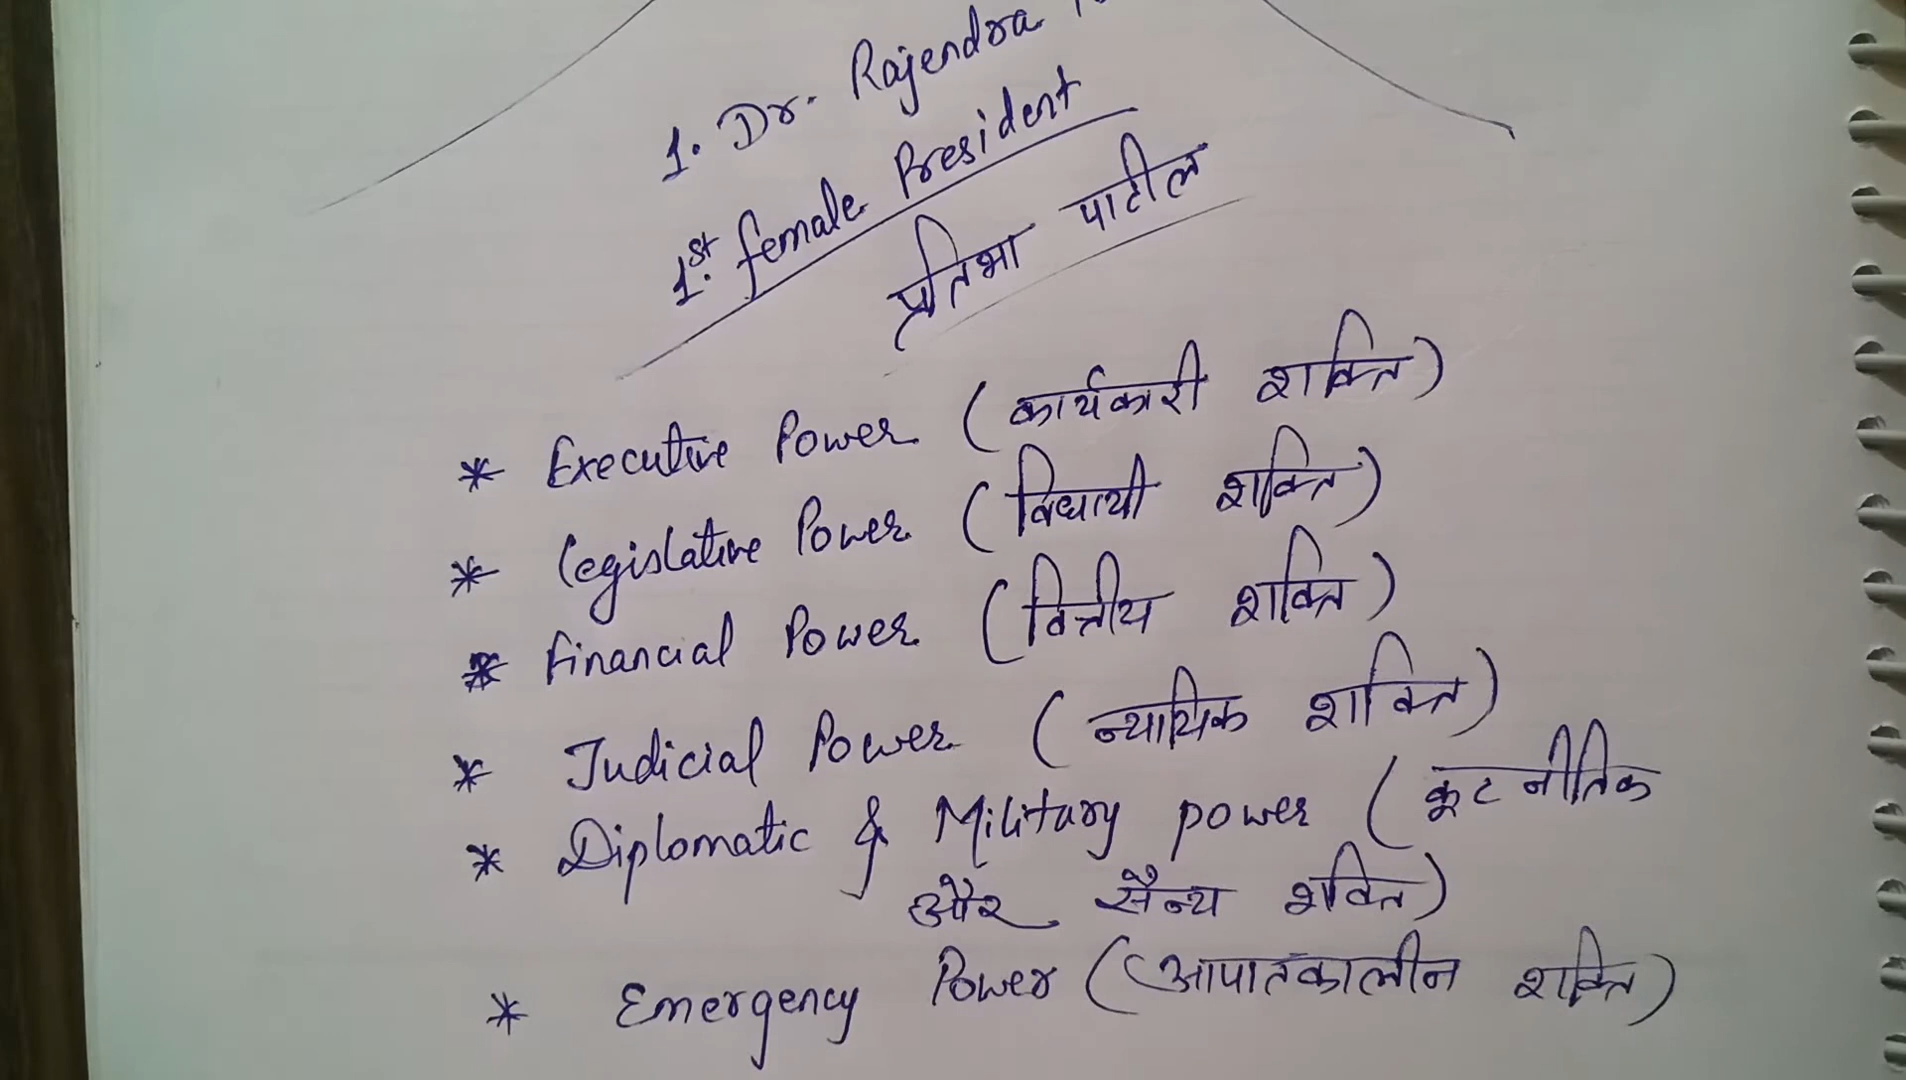 1. Dr. Rajendra
1st. female President
प्रतिभा पाटील
* Executive Power (कार्यकारी शक्ति)
* Legislative Power (विधायी शक्ति)
* Financial Power (वित्तीय शक्ति)
* Judicial Power (न्यायिक शक्ति)
* Diplomatic & Military power (कूटनीतिक
और सैन्य शक्ति)
* Emergency Power (आपातकालीन शक्ति)